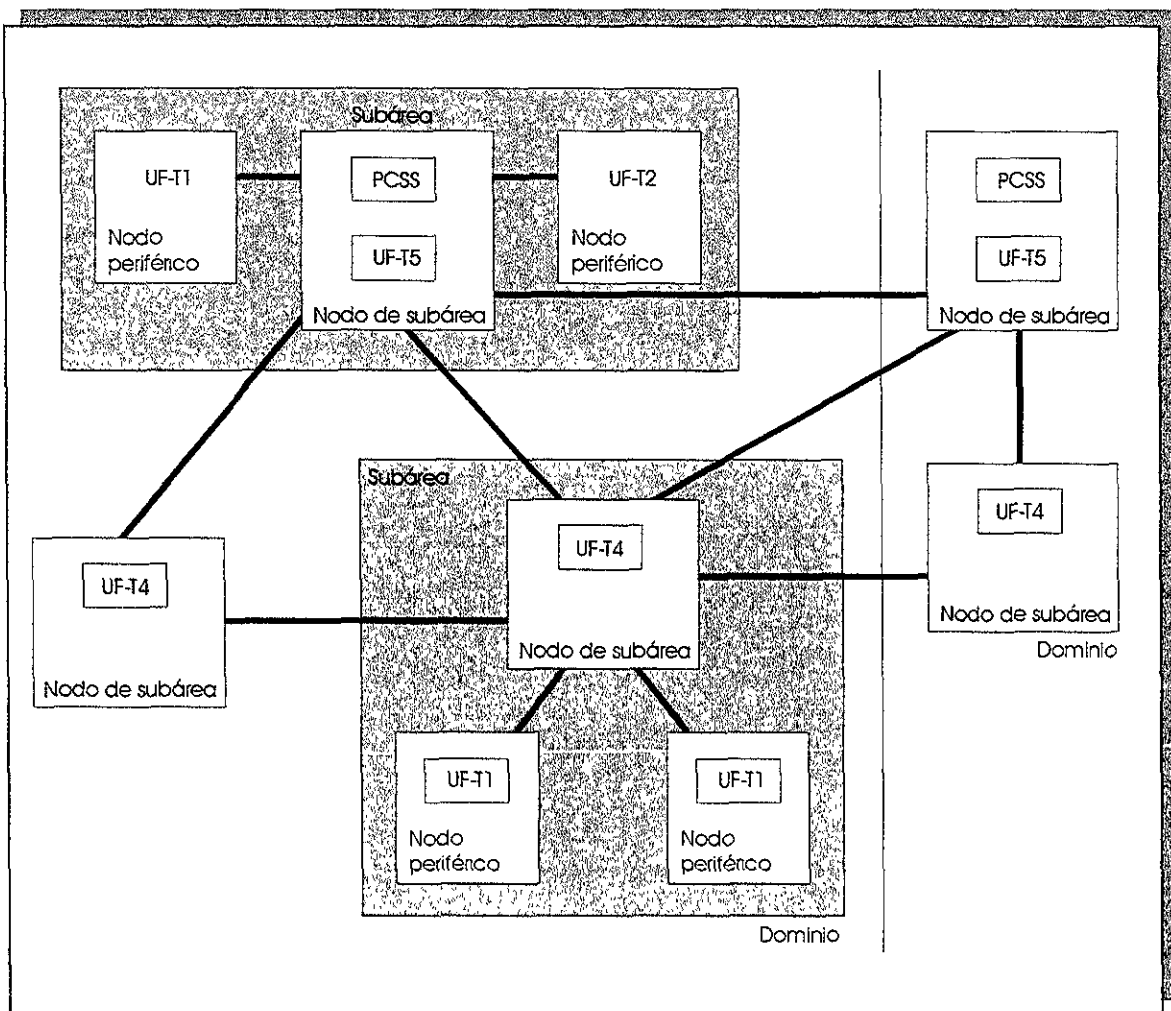 Subárea
UF-T1
Nodo
periférico
PCSS
UF-T5
Nodo de subárea
UF-T2
Nodo
periférico
PCSS
UF-T5
Nodo de subárea
UF-T4
Nodo de subárea
Subárea
UF-T4
Nodo de subárea
UF-T4
Nodo de subárea
Dominio
UF-T1
Nodo
periférico
UF-T1
Nodo
periférico
Dominio